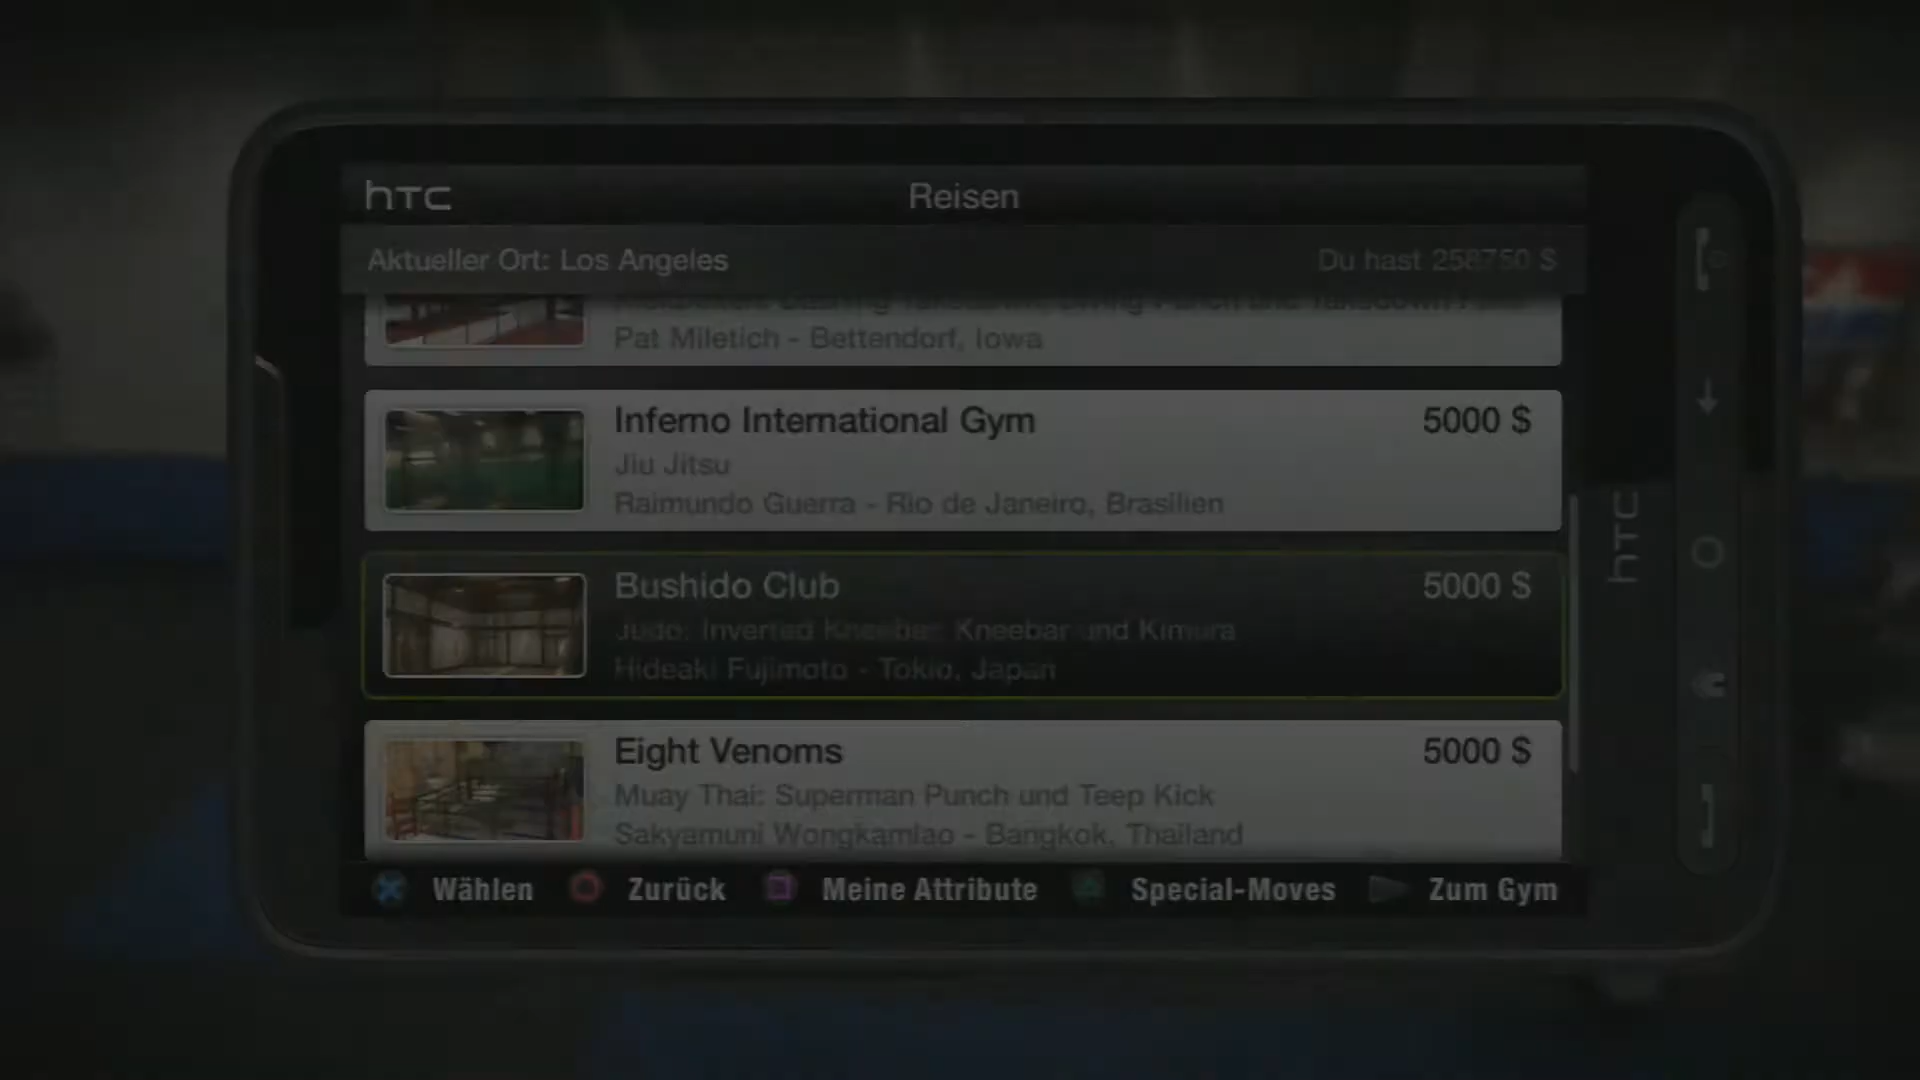 hTC
Reisen
Aktueller Ort: Los Angeles
Du hast 258750 $
Pat Miletich - Bettendorf, Iowa
Inferno International Gym
5000 $
Jiu Jitsu
Raimundo Guerra - Rio de Janeiro, Brasilien
Bushido Club
5000 $
Judo: Inverted Kneebar, Kneebar und Kimura
Hideaki Fujimoto - Tokio, Japan
Eight Venoms
5000 $
Muay Thai: Superman Punch und Teep Kick
Sakyamuni Wongkamlao - Bangkok, Thailand
Wählen
Zurück
Meine Attribute
Special-Moves
Zum Gym
hTC